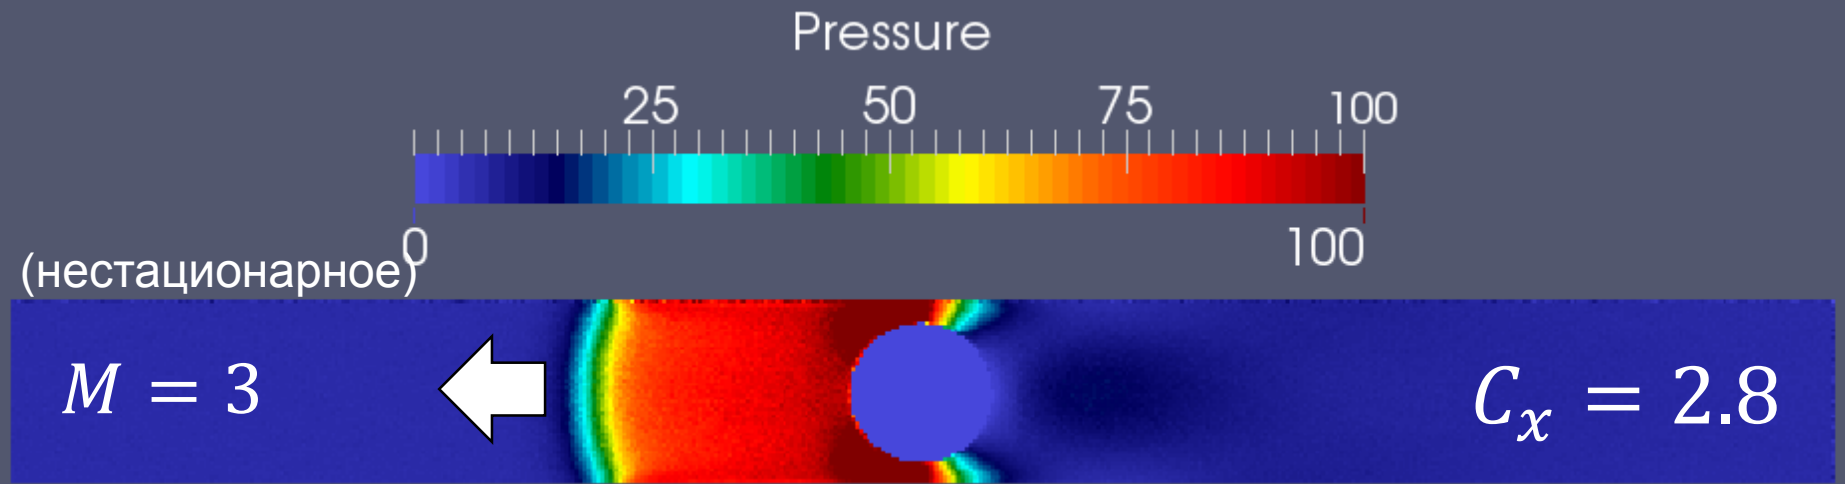 Pressure
25 50 75 100
0 100
(нестационарное)
M = 3
Cₓ = 2.8